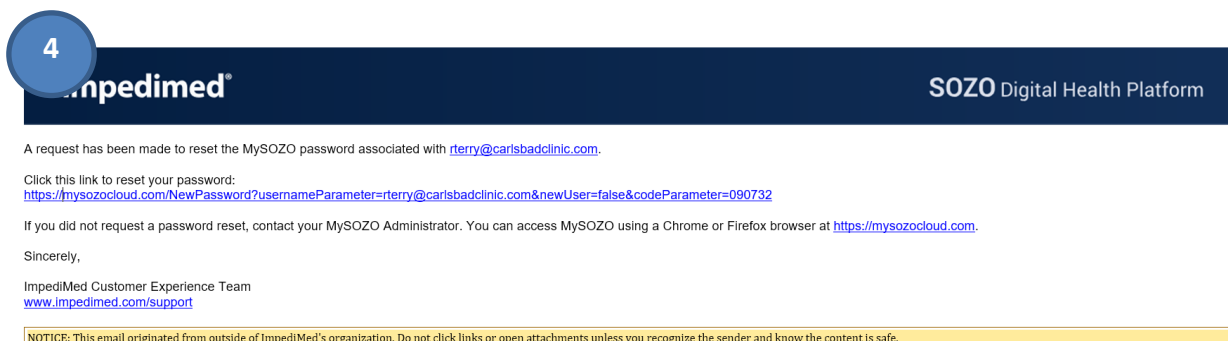 4
mpedimed®
SOZO Digital Health Platform
A request has been made to reset the MySOZO password associated with rterry@carlsbadclinic.com.
Click this link to reset your password:
https://mysozocloud.com/NewPassword?usernameParameter=rterry@carlsbadclinic.com&newUser=false&codeParameter=090732
If you did not request a password reset, contact your MySOZO Administrator. You can access MySOZO using a Chrome or Firefox browser at https://mysozocloud.com.
Sincerely,
ImpediMed Customer Experience Team
www.impedimed.com/support
NOTICE: This email originated from outside of ImpediMed's organization. Do not click links or open attachments unless you recognize the sender and know the content is safe.